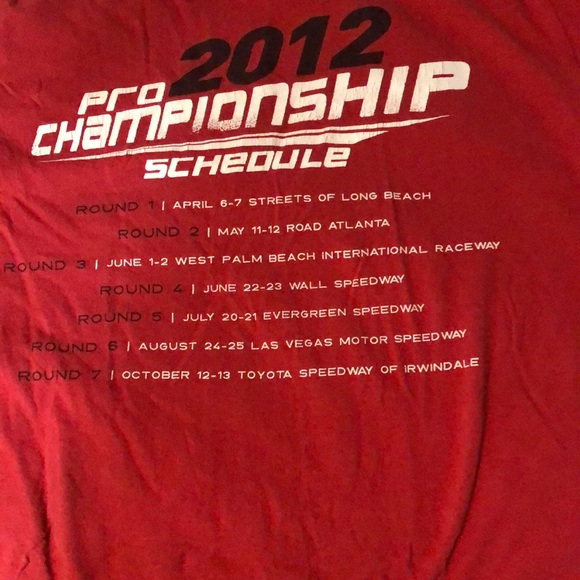 2012
PRO
CHAMPIONSHIP
SCHEDULE
ROUND 1 | APRIL 6-7 STREETS OF LONG BEACH
ROUND 2 | MAY 11-12 ROAD ATLANTA
ROUND 3 | JUNE 1-2 WEST PALM BEACH INTERNATIONAL RACEWAY
ROUND 4 | JUNE 22-23 WALL SPEEDWAY
ROUND 5 | JULY 20-21 EVERGREEN SPEEDWAY
ROUND 6 | AUGUST 24-25 LAS VEGAS MOTOR SPEEDWAY
ROUND 7 | OCTOBER 12-13 TOYOTA SPEEDWAY OF IRWINDALE